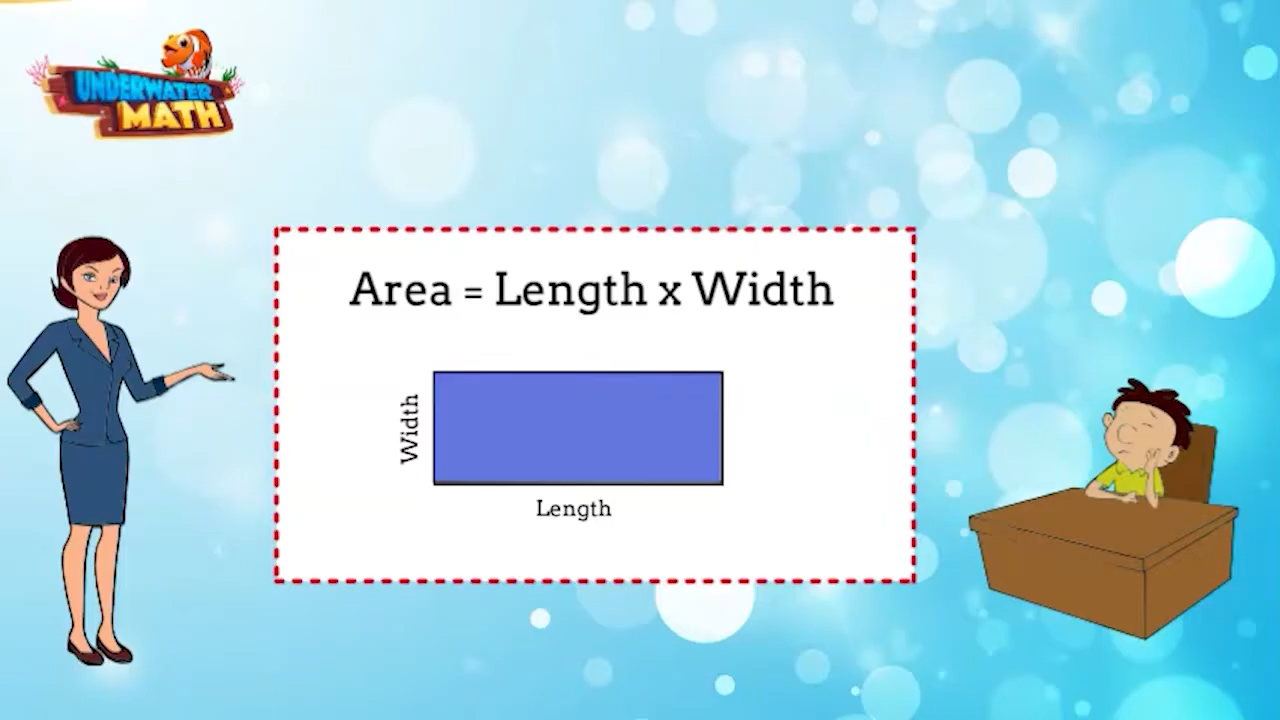 UNDERWATER
MATH
Area = Length x Width
Width
Length